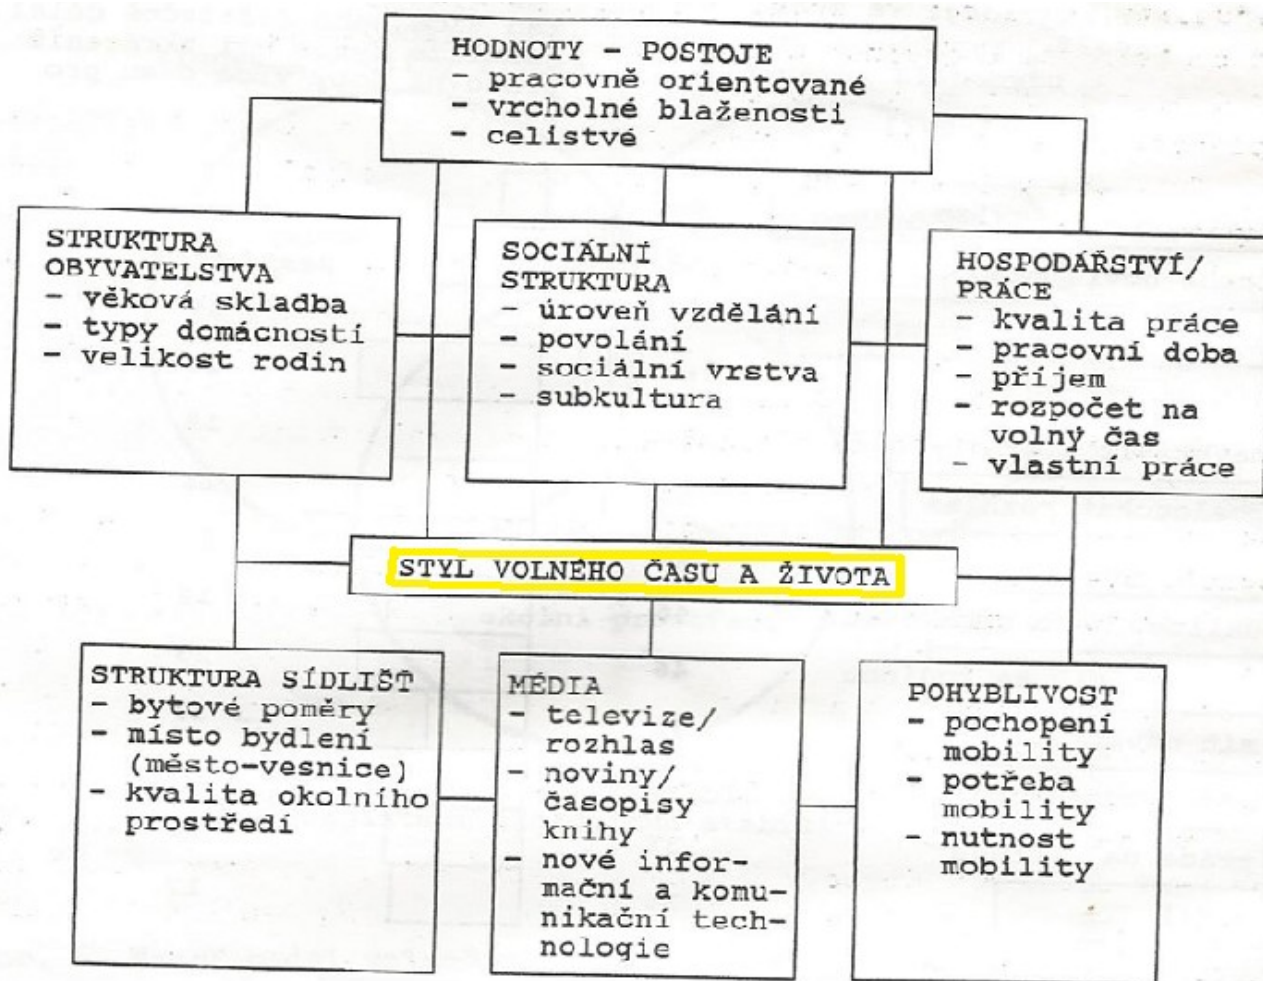 HODNOTY - POSTOJE
- pracovně orientované
- vrcholné blaženosti
- celistvé
STRUKTURA
OBYVATELSTVA
- věková skladba
- typy domácností
- velikost rodin
SOCIÁLNÍ
STRUKTURA
- úroveň vzdělání
- povolání
- sociální vrstva
- subkultura
HOSPODÁŘSTVÍ/
PRÁCE
- kvalita práce
- pracovní doba
- příjem
- rozpočet na
volný čas
- vlastní práce
STYL VOLNÉHO ČASU A ŽIVOTA
STRUKTURA SÍDLIŠŤ
- bytové poměry
- místo bydlení
(město-vesnice)
- kvalita okolního
prostředí
MÉDIA
- televize/
rozhlas
- noviny/
časopisy
knihy
- nové infor-
mační a komu-
nikační tech-
nologie
POHYBLIVOST
- pochopení
mobility
- potřeba
mobility
- nutnost
mobility